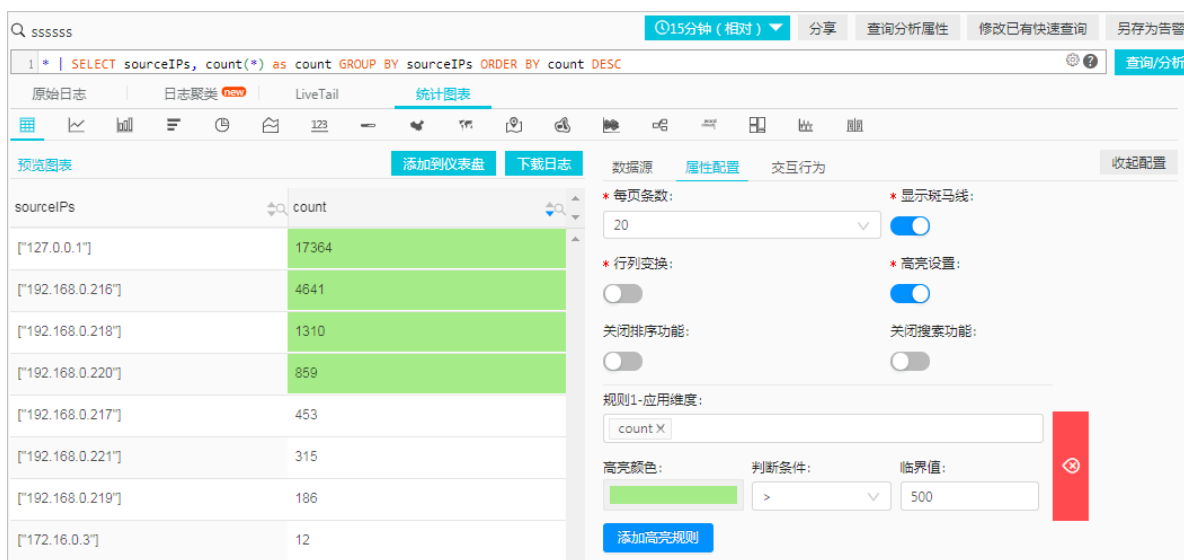 ssssss
15分钟（相对） 分享 查询分析属性 修改已有快速查询 另存为告警
1 * | SELECT sourceIPs, count(*) as count GROUP BY sourceIPs ORDER BY count DESC
查询/分析
原始日志 日志聚类 new LiveTail 统计图表
123
预览图表 添加到仪表盘 下载日志
数据源 属性配置 交互行为 收起配置
sourceIPs count
["127.0.0.1"] 17364
["192.168.0.216"] 4641
["192.168.0.218"] 1310
["192.168.0.220"] 859
["192.168.0.217"] 453
["192.168.0.221"] 315
["192.168.0.219"] 186
["172.16.0.3"] 12
* 每页条数: * 显示斑马线:
20
* 行列变换: * 高亮设置:
关闭排序功能: 关闭搜索功能:
规则1-应用维度:
count X
高亮颜色: 判断条件: 临界值:
> 500
添加高亮规则